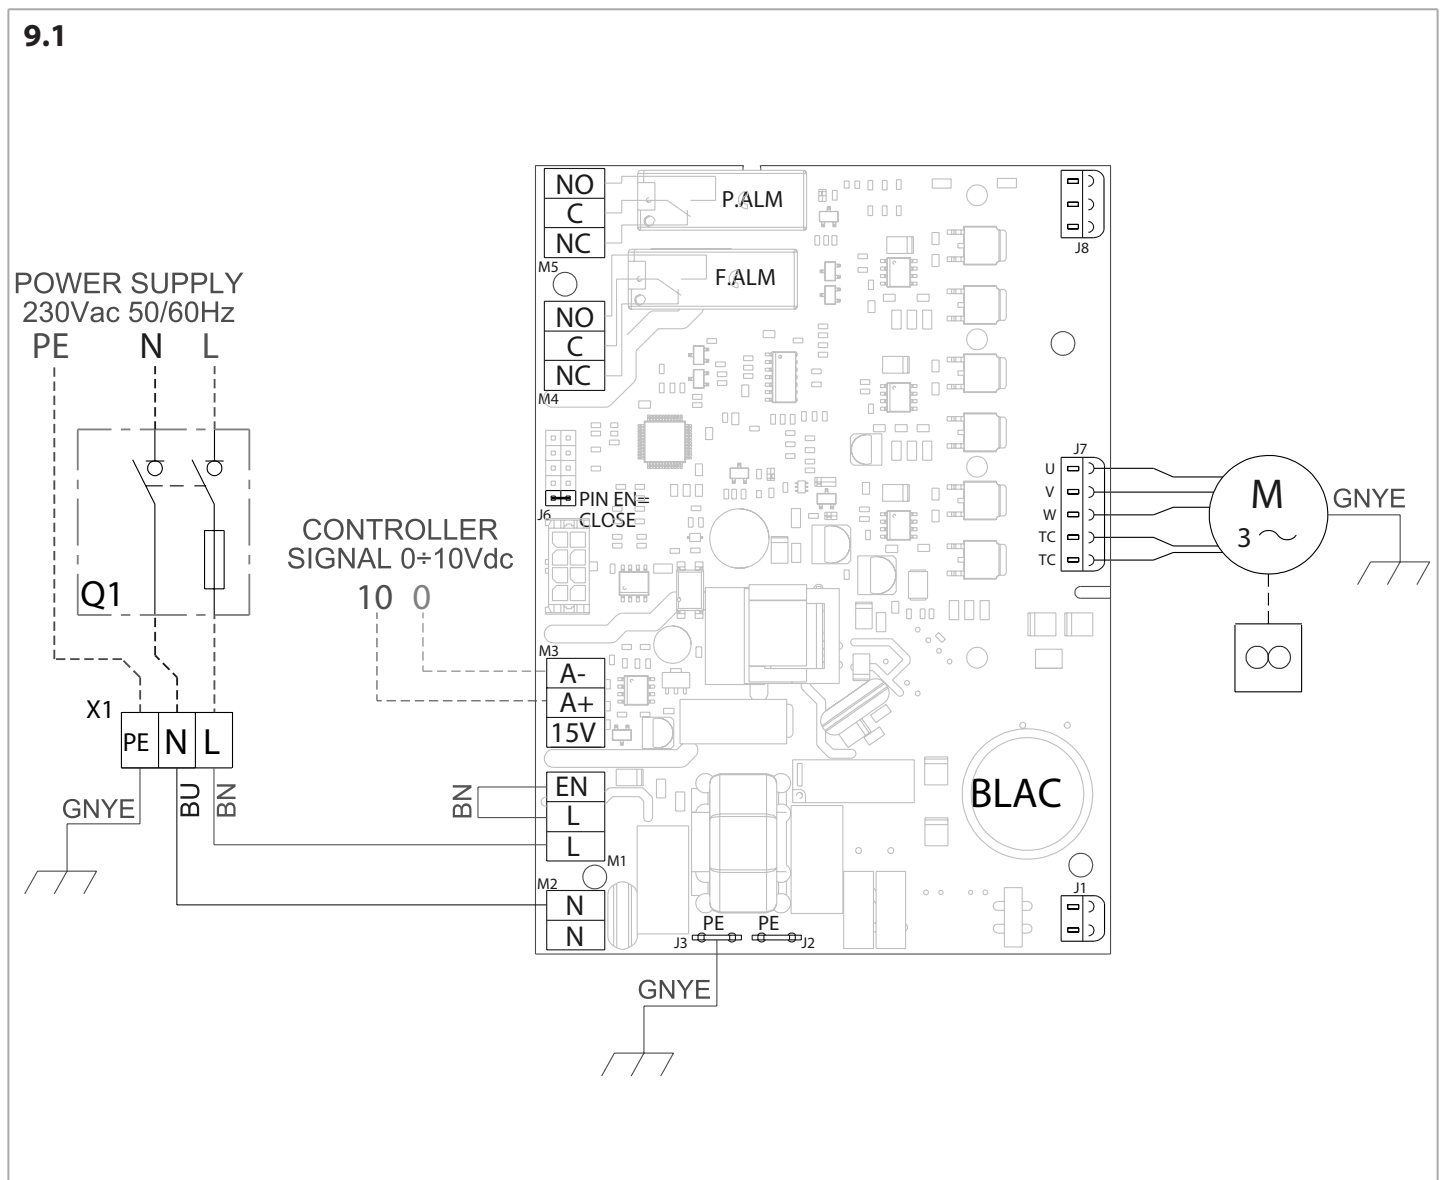 9.1
NO
C
NC
M5
P.ALM
F.ALM
NO
C
NC
M4
J8
POWER SUPPLY
230Vac 50/60Hz
PE N L
Q1
CONTROLLER
SIGNAL 0÷10Vdc
10 0
PIN EN=
CLOSE
J6
J7
U
V
W
TC
TC
M
3
GNYE
M3
A-
A+
15V
X1
PE N L
GNYE
BU
BN
BN
EN
L
L
M1
M2
N
N
BLAC
J1
PE
J3
PE
J2
GNYE